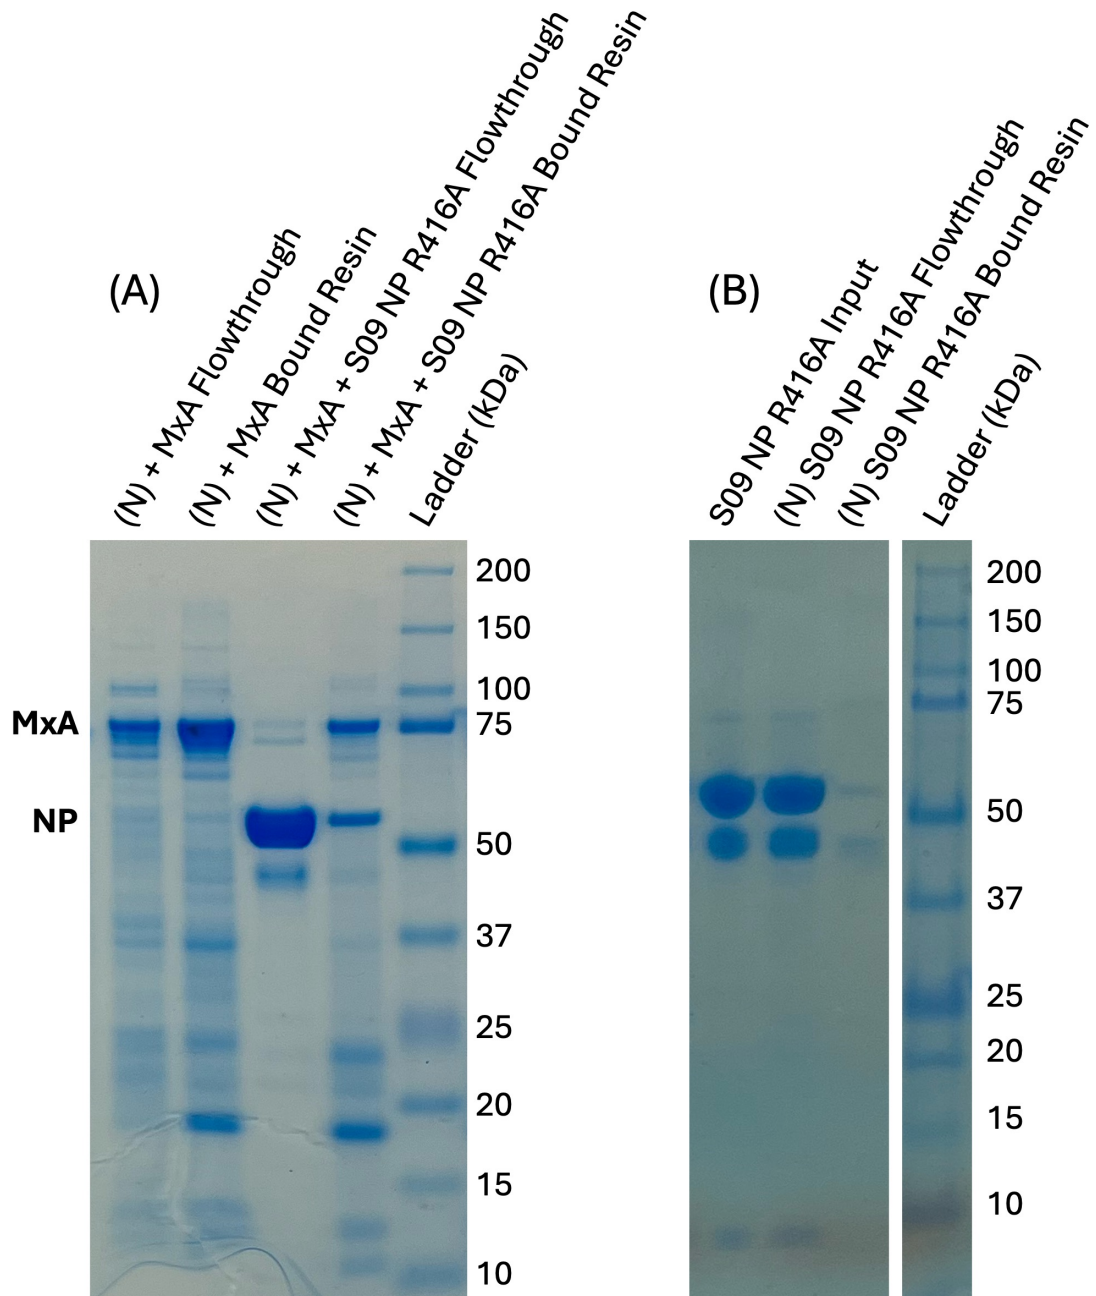 (A)
(N) + MxA Flowthrough
(N) + MxA Bound Resin
(N) + MxA + S09 NP R416A Flowthrough
(N) + MxA + S09 NP R416A Bound Resin
Ladder (kDa)
MxA
NP
200
150
100
75
50
37
25
20
15
10
(B)
S09 NP R416A Input
(N) S09 NP R416A Flowthrough
(N) S09 NP R416A Bound Resin
Ladder (kDa)
200
150
100
75
50
37
25
20
15
10